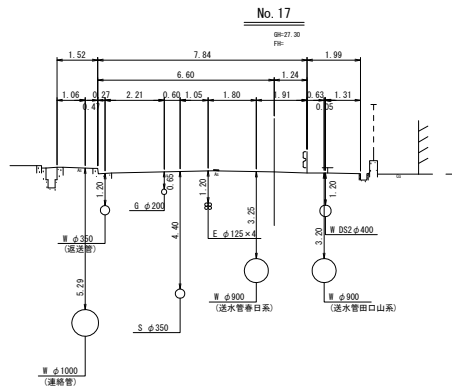 No. 17
GH=27.30
FH=
1.52 7.84 1.99
6.60 1.24
1.06 0.27 2.21 0.60 1.05 1.80 1.91 0.63 1.31
0.47 0.05
1.20 0.65 1.20 1.20
3.25
4.40
3.20
5.29
G φ200
W φ350
(返送管)
E φ125×4
W DS2φ400
W φ900
(送水管春日系)
W φ900
(送水管田口山系)
S φ350
W φ1000
(連絡管)